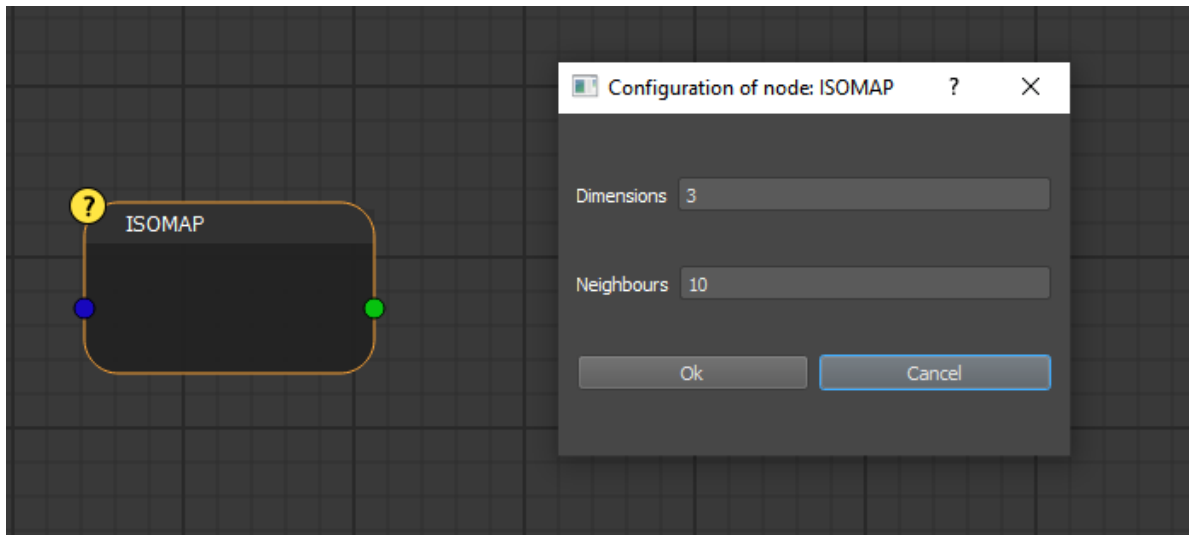 Configuration of node: ISOMAP ?
? ISOMAP
Dimensions 3
Neighbours 10
Ok Cancel